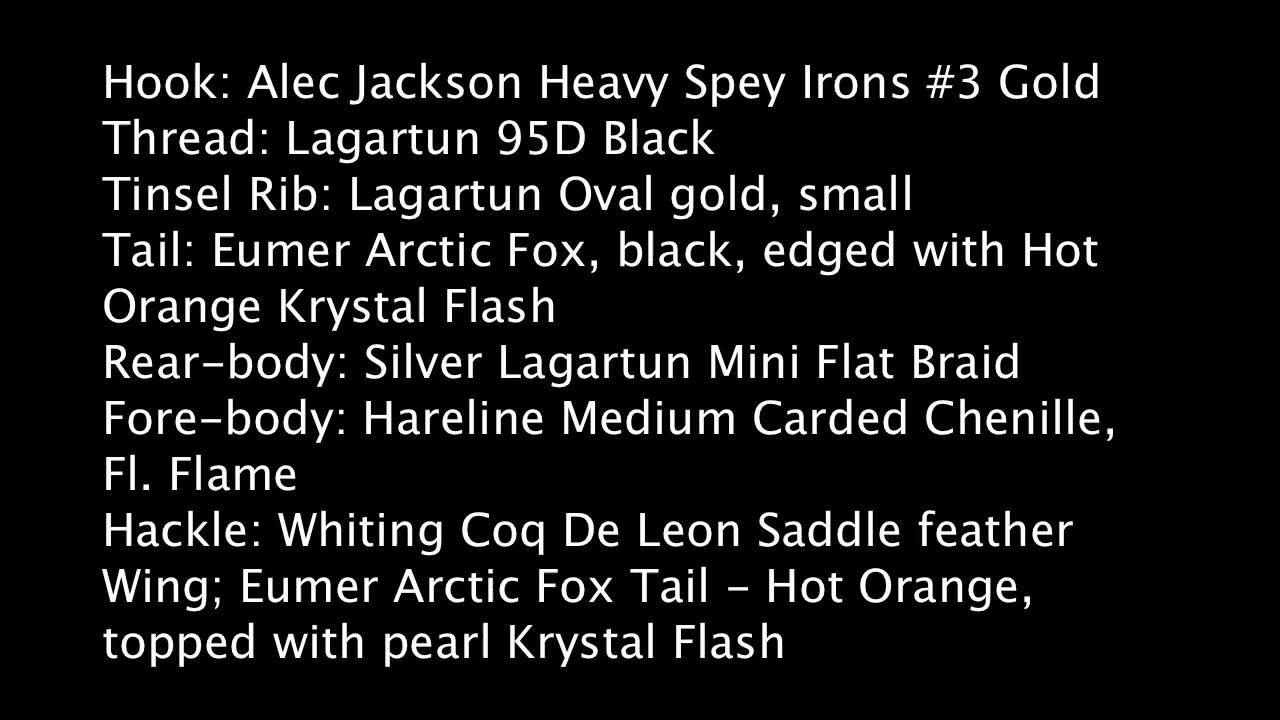 Hook: Alec Jackson Heavy Spey Irons #3 Gold
Thread: Lagartun 95D Black
Tinsel Rib: Lagartun Oval gold, small
Tail: Eumer Arctic Fox, black, edged with Hot
Orange Krystal Flash
Rear-body: Silver Lagartun Mini Flat Braid
Fore-body: Hareline Medium Carded Chenille,
Fl. Flame
Hackle: Whiting Coq De Leon Saddle feather
Wing; Eumer Arctic Fox Tail - Hot Orange,
topped with pearl Krystal Flash